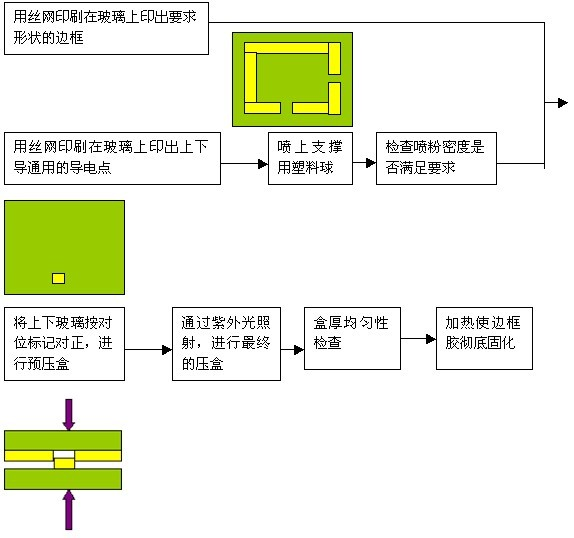 用丝网印刷在玻璃上印出要求
形状的边框
用丝网印刷在玻璃上印出上下
导通用的导电点
喷上支撑
用塑料球
检查喷粉密度是
否满足要求
将上下玻璃按对
位标记对正，进
行预压盒
通过紫外光照
射，进行最终
的压盒
盒厚均匀性
检查
加热使边框
胶彻底固化